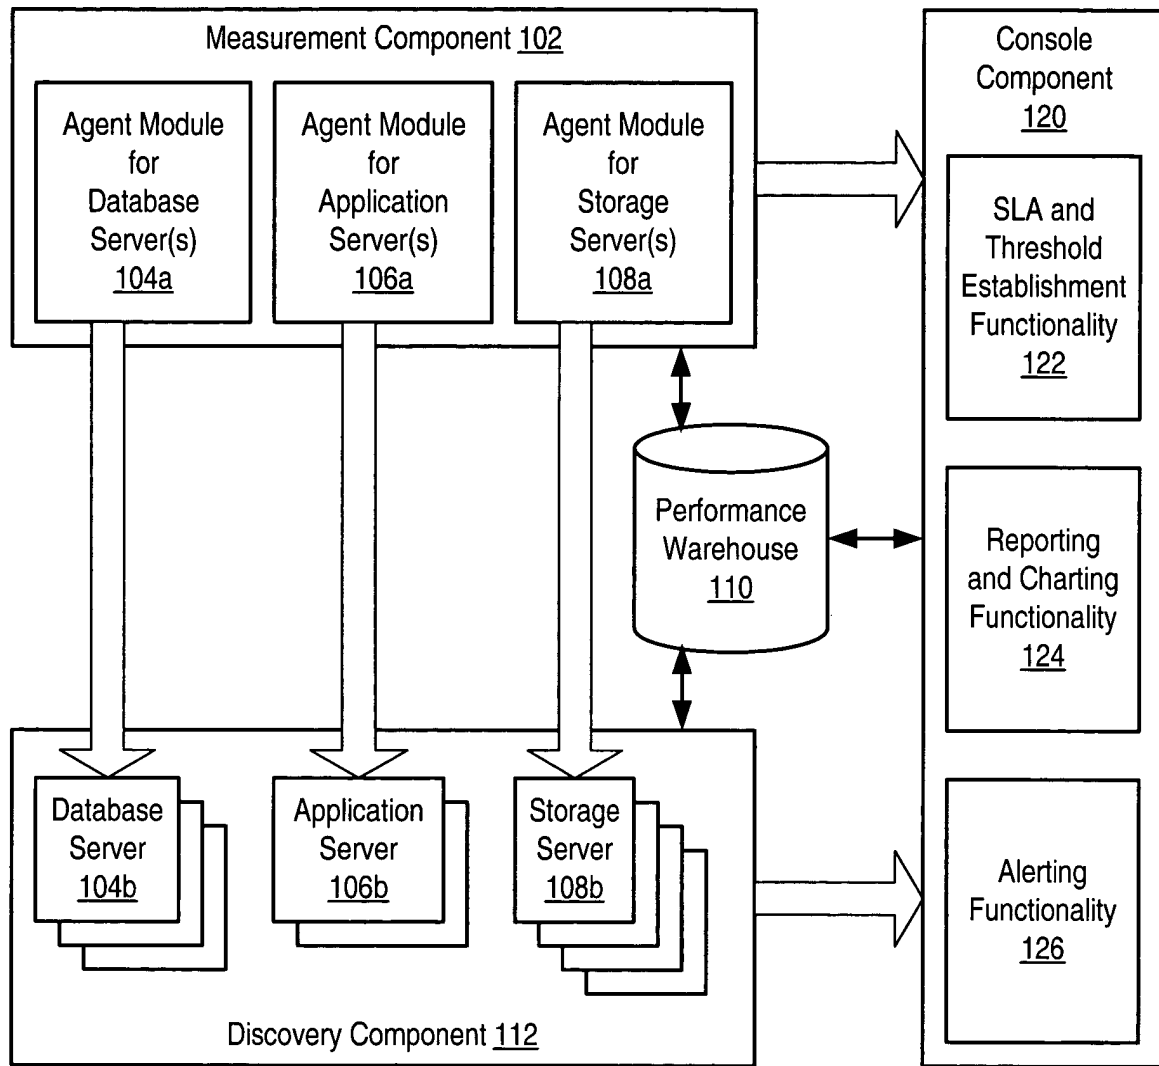 Measurement Component 102
Agent Module
for
Database
Server(s)
104a
Agent Module
for
Application
Server(s)
106a
Agent Module
for
Storage
Server(s)
108a
Console
Component
120
SLA and
Threshold
Establishment
Functionality
122
Performance
Warehouse
110
Reporting
and Charting
Functionality
124
Database
Server
104b
Application
Server
106b
Storage
Server
108b
Alerting
Functionality
126
Discovery Component 112